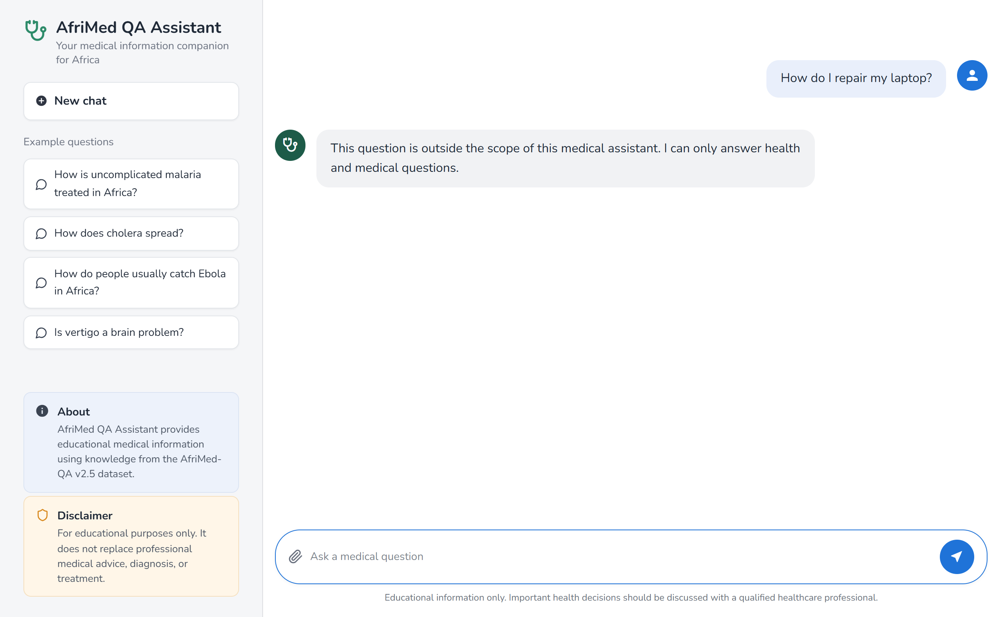 AfriMed QA Assistant
Your medical information companion
for Africa
New chat
Example questions
How is uncomplicated malaria
treated in Africa?
How does cholera spread?
How do people usually catch Ebola
in Africa?
Is vertigo a brain problem?
About
AfriMed QA Assistant provides
educational medical information
using knowledge from the AfriMed-
QA v2.5 dataset.
Disclaimer
For educational purposes only. It
does not replace professional
medical advice, diagnosis, or
treatment.
How do I repair my laptop?
This question is outside the scope of this medical assistant. I can only answer health
and medical questions.
Ask a medical question
Educational information only. Important health decisions should be discussed with a qualified healthcare professional.